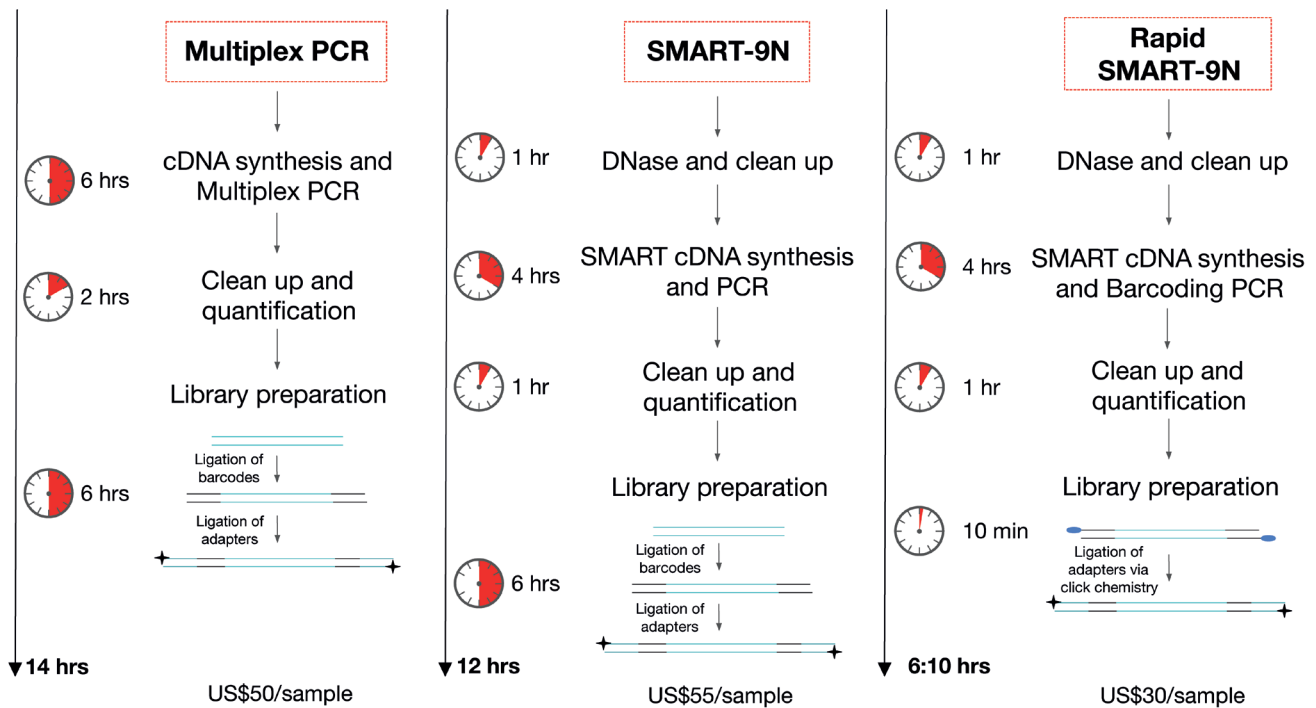 Multiplex PCR
6 hrs
cDNA synthesis and
Multiplex PCR
2 hrs
Clean up and
quantification
Library preparation
Ligation of
barcodes
6 hrs
Ligation of
adapters
14 hrs
US$50/sample
SMART-9N
1 hr
DNase and clean up
4 hrs
SMART cDNA synthesis
and PCR
1 hr
Clean up and
quantification
Library preparation
Ligation of
barcodes
6 hrs
Ligation of
adapters
12 hrs
US$55/sample
Rapid
SMART-9N
1 hr
DNase and clean up
4 hrs
SMART cDNA synthesis
and Barcoding PCR
1 hr
Clean up and
quantification
Library preparation
10 min
Ligation of
adapters via
click chemistry
6:10 hrs
US$30/sample